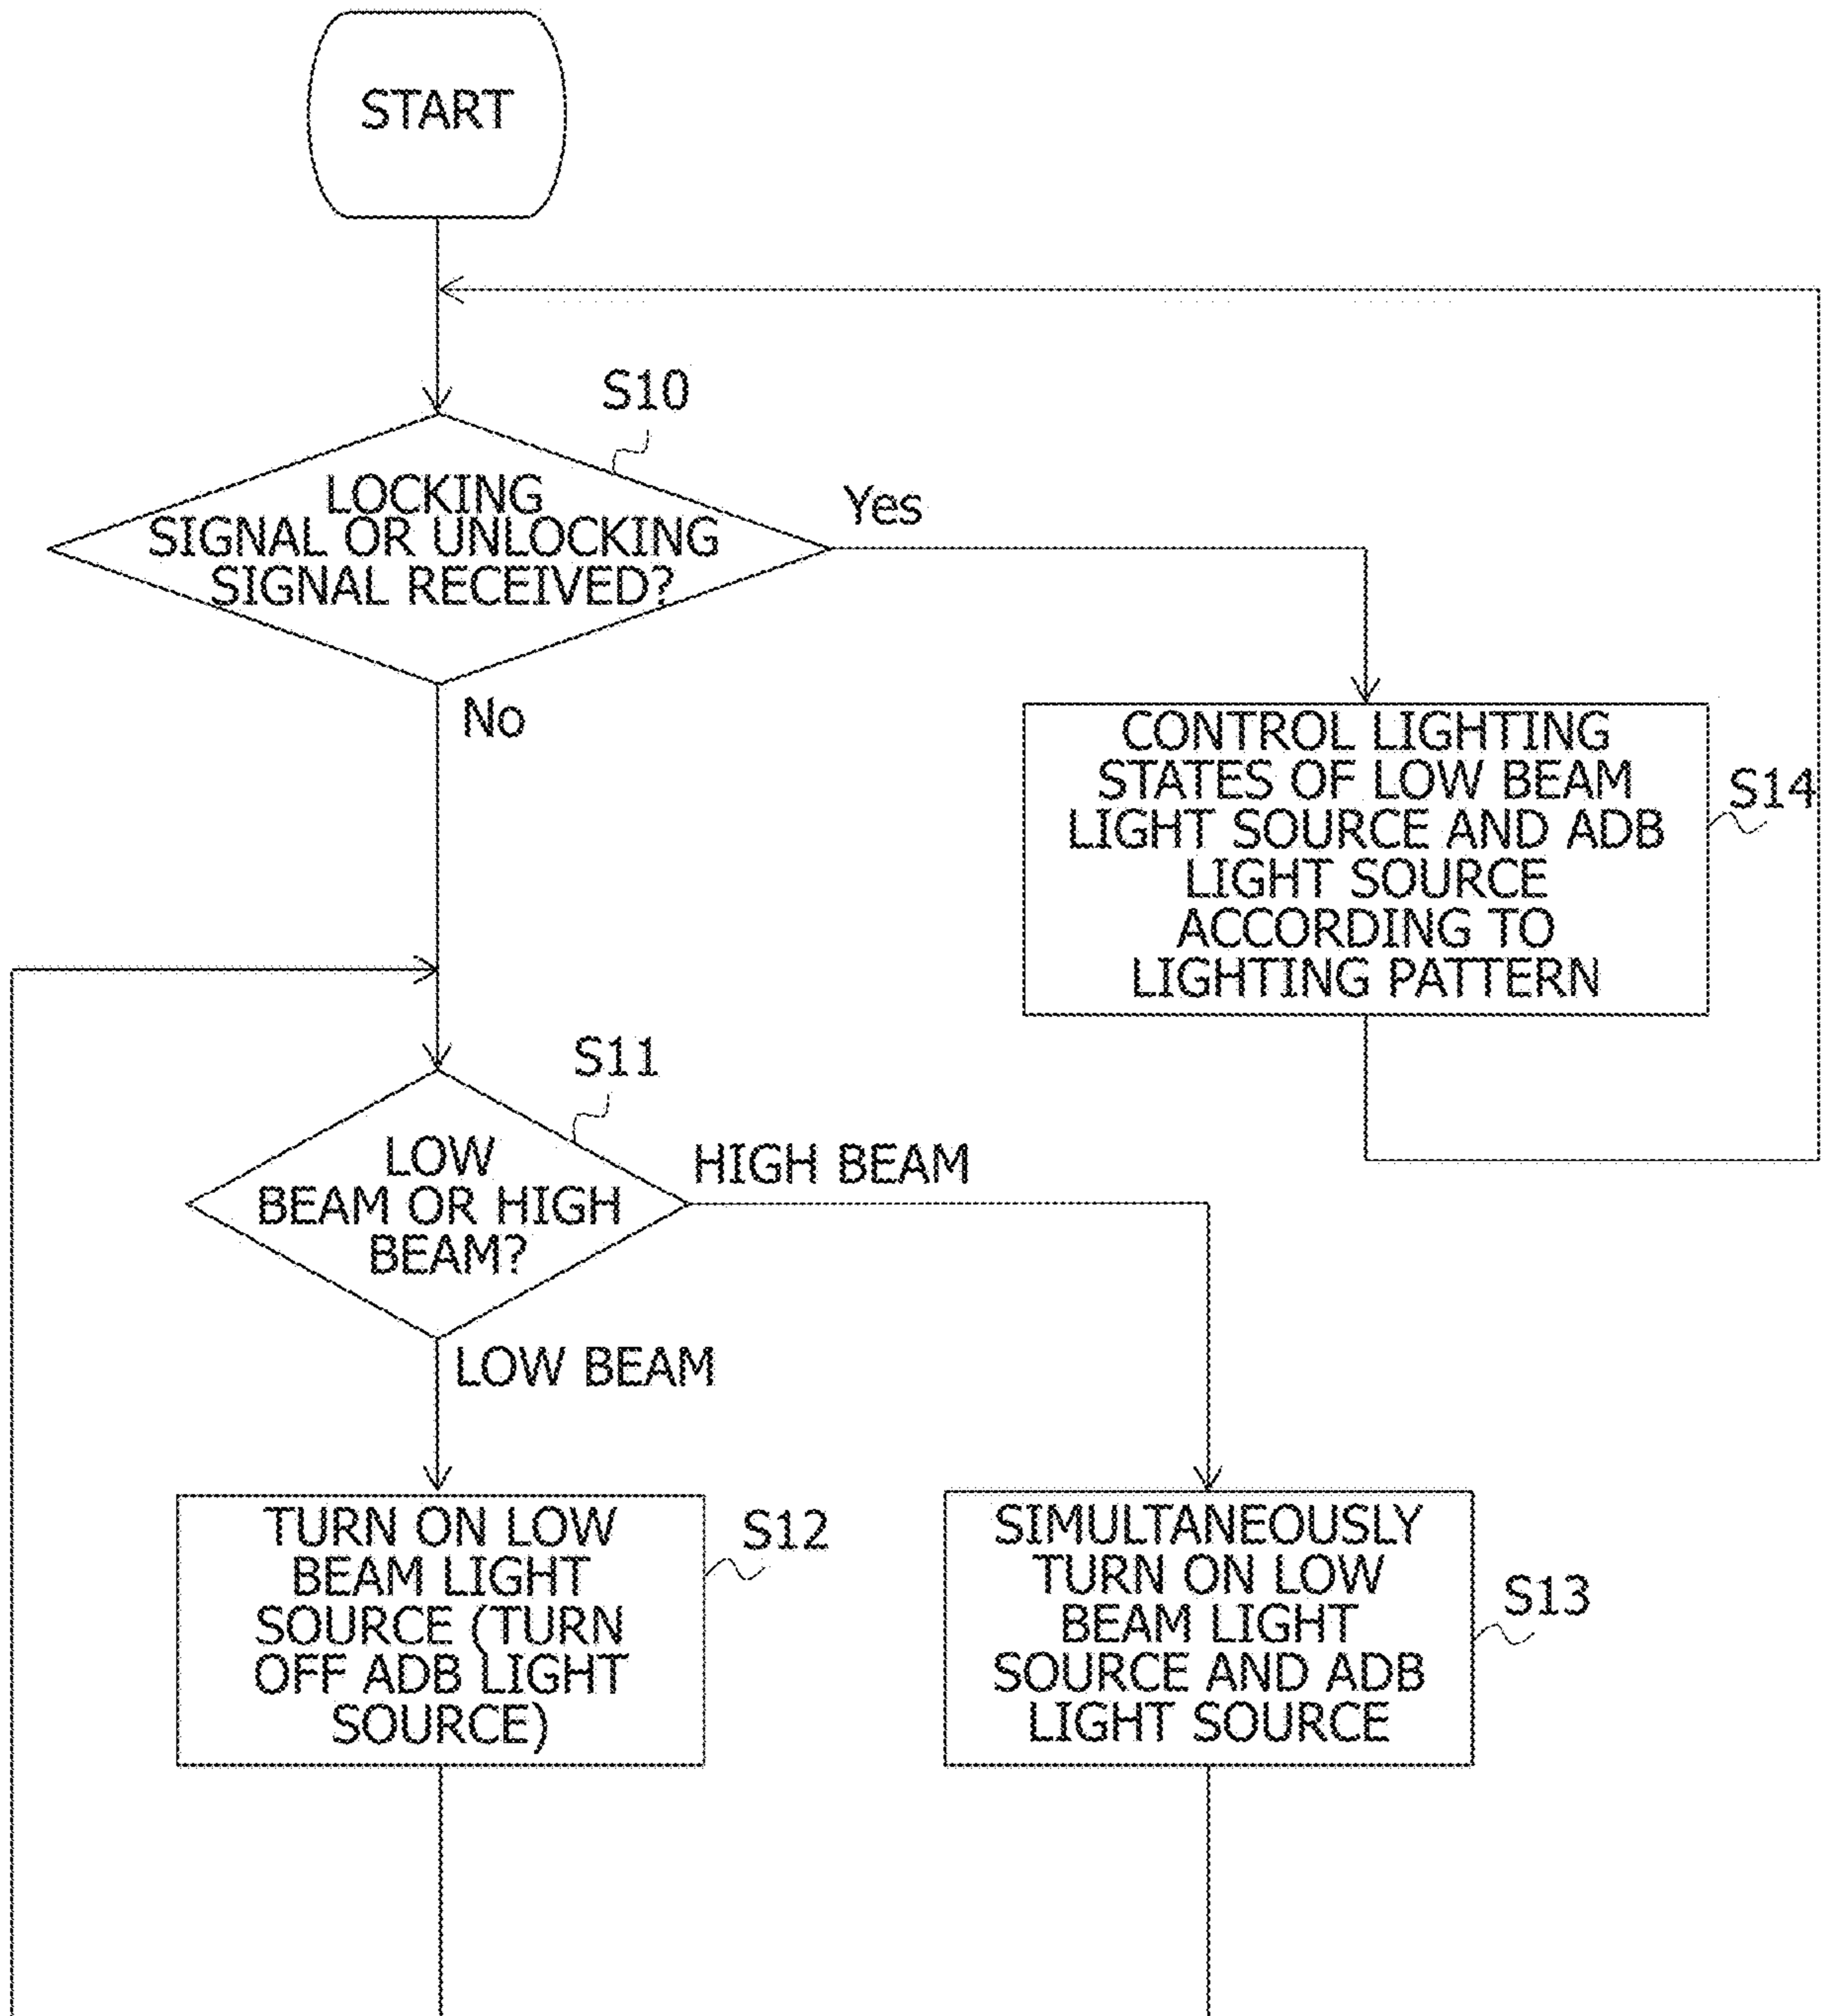 START
S10
LOCKING
SIGNAL OR UNLOCKING
SIGNAL RECEIVED?
Yes
No
CONTROL LIGHTING
STATES OF LOW BEAM
LIGHT SOURCE AND ADB
LIGHT SOURCE
ACCORDING TO
LIGHTING PATTERN
S14
S11
LOW
BEAM OR HIGH
BEAM?
HIGH BEAM
LOW BEAM
TURN ON LOW
BEAM LIGHT
SOURCE (TURN
OFF ADB LIGHT
SOURCE)
S12
SIMULTANEOUSLY
TURN ON LOW
BEAM LIGHT
SOURCE AND ADB
LIGHT SOURCE
S13